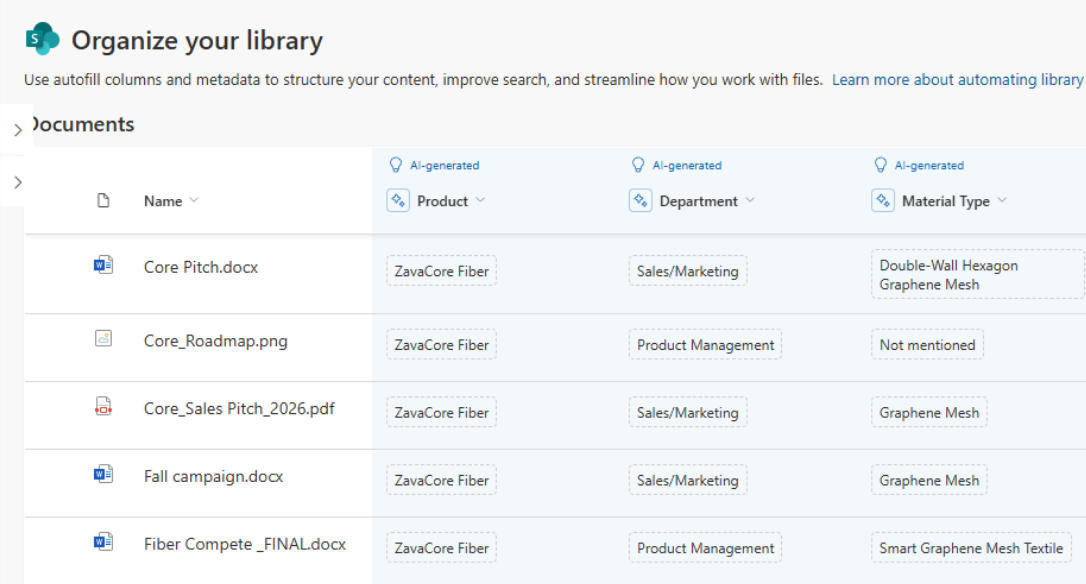 S
Organize your library
Use autofill columns and metadata to structure your content, improve search, and streamline how you work with files. Learn more about automating library
Documents
AI-generated AI-generated AI-generated
Name Product Department Material Type
Core Pitch.docx ZavaCore Fiber Sales/Marketing Double-Wall Hexagon
Graphene Mesh
Core_Roadmap.png ZavaCore Fiber Product Management Not mentioned
Core_Sales Pitch_2026.pdf ZavaCore Fiber Sales/Marketing Graphene Mesh
Fall campaign.docx ZavaCore Fiber Sales/Marketing Graphene Mesh
Fiber Compete _FINAL.docx ZavaCore Fiber Product Management Smart Graphene Mesh Textile